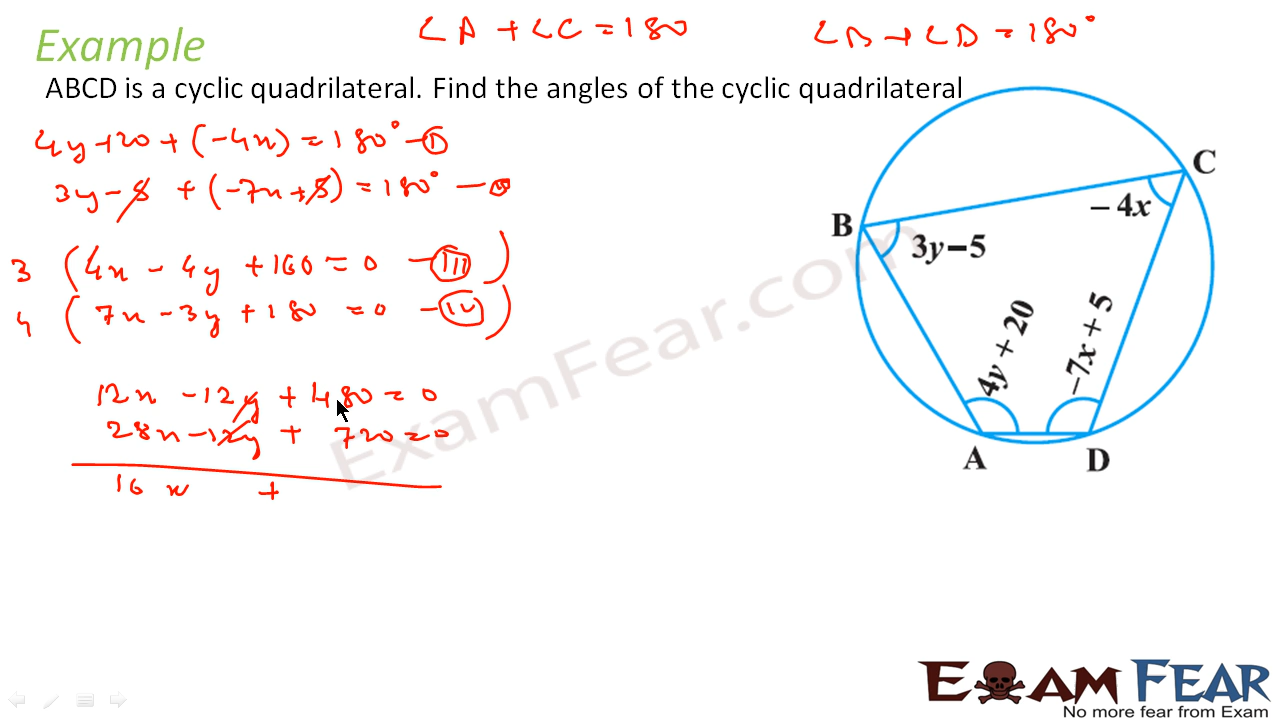 Example
∠A + ∠C = 180
∠B + ∠D = 180°
ABCD is a cyclic quadrilateral. Find the angles of the cyclic quadrilateral
4y+20 + (-4x) = 180° - ①
3y - 5 + (-7x + 5) = 180° -
3 (4x - 4y + 160 = 0 - III)
4 (7x - 3y + 180 = 0 - IV)
12x - 12y + 480 = 0
28x - 12y + 720 = 0
16 x +
B
C
A
D
3y−5
−4x
4y + 20
−7x + 5
ExamFear.com
EXAM FEAR
No more fear from Exam